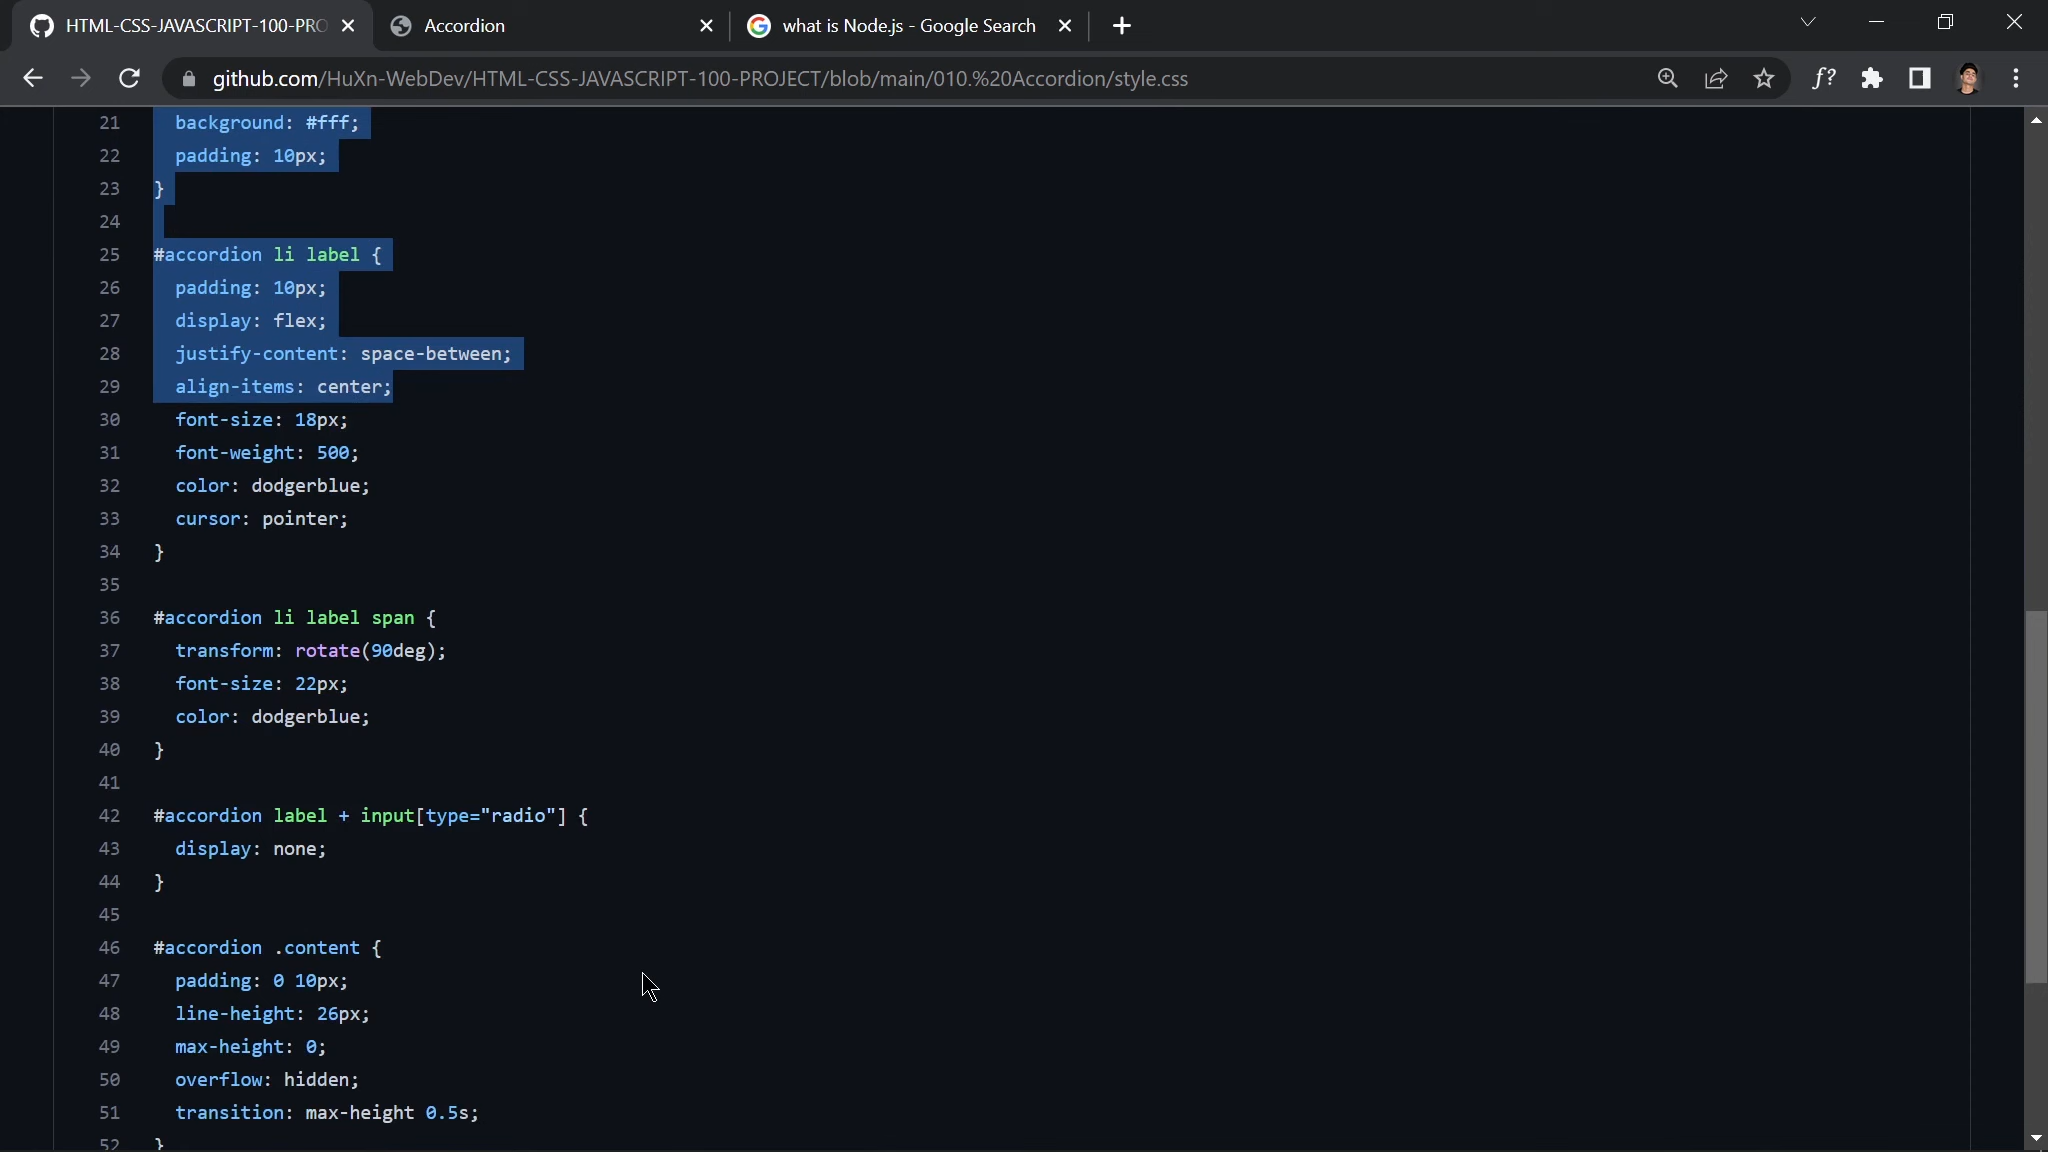 HTML-CSS-JAVASCRIPT-100-PRO
Accordion
what is Node.js - Google Search
github.com/HuXn-WebDev/HTML-CSS-JAVASCRIPT-100-PROJECT/blob/main/010.%20Accordion/style.css
f?
21 background: #fff;
22 padding: 10px;
23 }
24
25 #accordion li label {
26 padding: 10px;
27 display: flex;
28 justify-content: space-between;
29 align-items: center;
30 font-size: 18px;
31 font-weight: 500;
32 color: dodgerblue;
33 cursor: pointer;
34 }
35
36 #accordion li label span {
37 transform: rotate(90deg);
38 font-size: 22px;
39 color: dodgerblue;
40 }
41
42 #accordion label + input[type="radio"] {
43 display: none;
44 }
45
46 #accordion .content {
47 padding: 0 10px;
48 line-height: 26px;
49 max-height: 0;
50 overflow: hidden;
51 transition: max-height 0.5s;
52 }